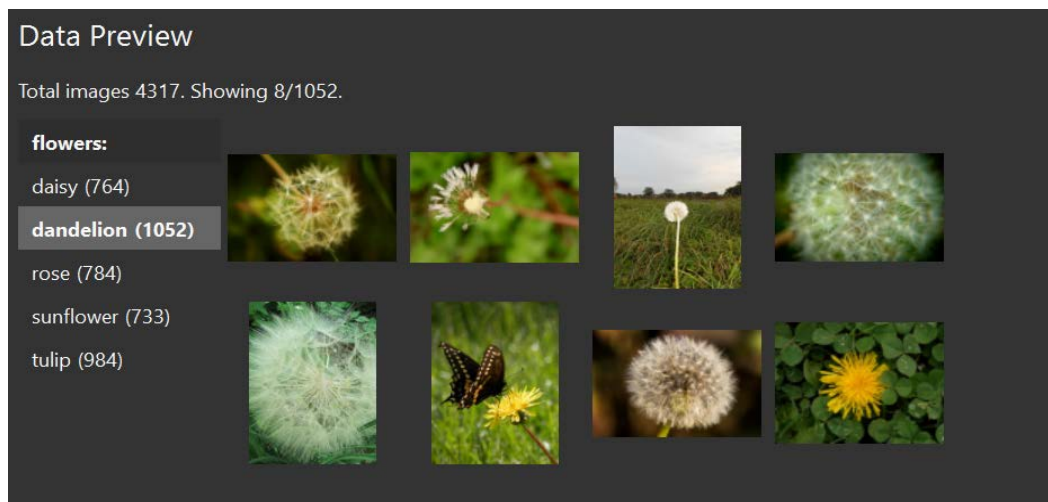 Data Preview
Total images 4317. Showing 8/1052.
flowers:
daisy (764)
dandelion (1052)
rose (784)
sunflower (733)
tulip (984)